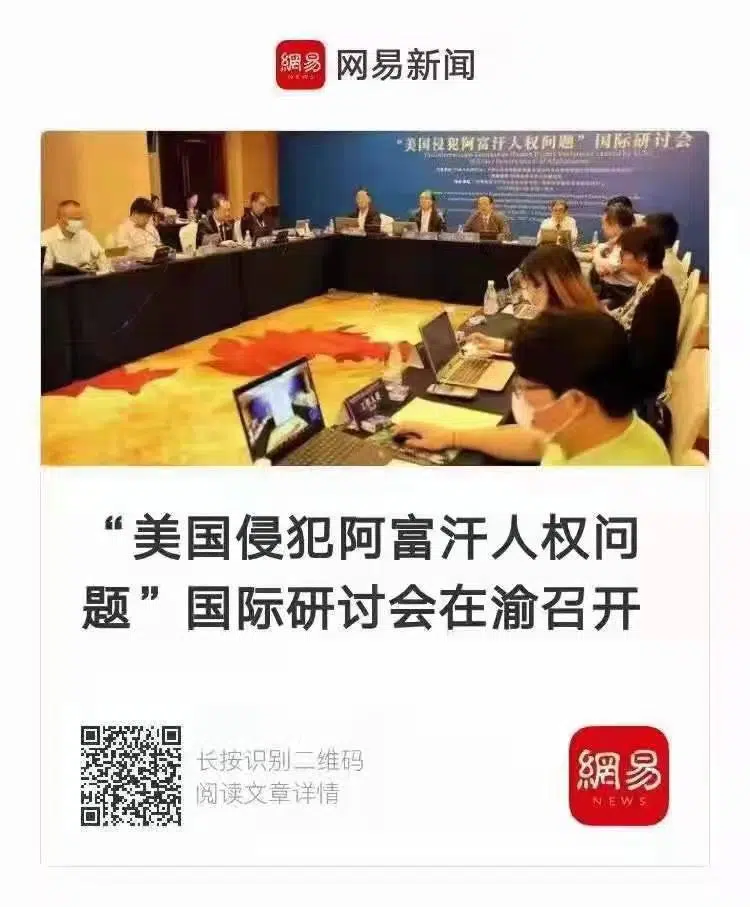 網易
NEWS
网易新闻
“美国侵犯阿富汗人权问题”国际研讨会
“美国侵犯阿富汗人权问
题”国际研讨会在渝召开
长按识别二维码
阅读文章详情
網易
NEWS